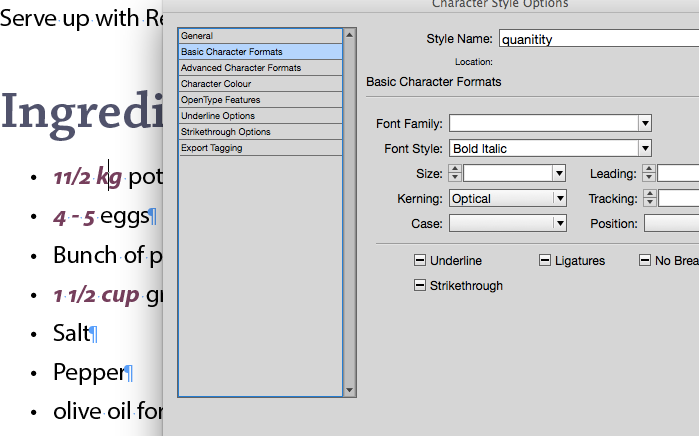 Serve up with Re
Ingredi
11/2 kg pot
4 - 5 eggs¶
Bunch of p
1 1/2 cup gr
Salt¶
Pepper¶
olive oil for
Character Style Options
General
Basic Character Formats
Advanced Character Formats
Character Colour
OpenType Features
Underline Options
Strikethrough Options
Export Tagging
Style Name: quanitity
Location:
Basic Character Formats
Font Family:
Font Style: Bold Italic
Size: Leading:
Kerning: Optical Tracking:
Case: Position:
Underline Ligatures No Brea
Strikethrough